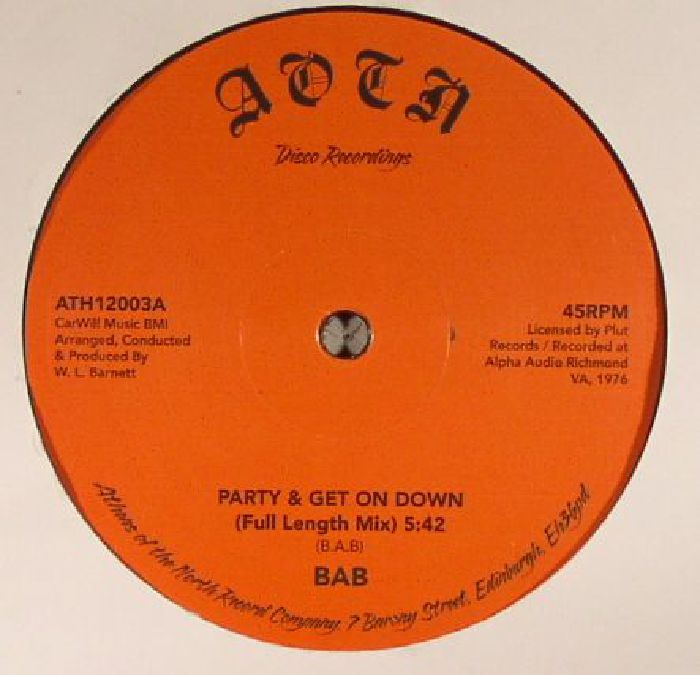 AOTN
Disco Recordings
ATH12003A
CarWill Music BMI
Arranged, Conducted
& Produced By
W. L. Barnett
45RPM
Licensed by Plut
Records / Recorded at
Alpha Audio Richmond
VA, 1976
PARTY & GET ON DOWN
(Full Length Mix) 5:42
(B.A.B)
BAB
Athens of the North Record Company, 7 Barony Street, Edinburgh, Eh36pd